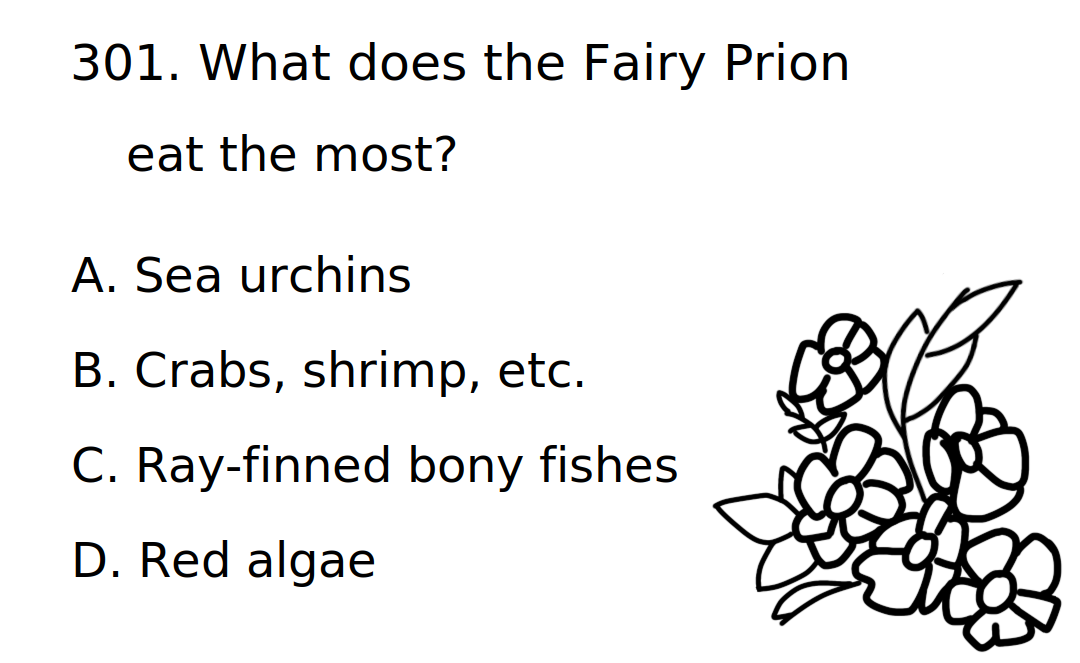 301. What does the Fairy Prion
eat the most?
A. Sea urchins
B. Crabs, shrimp, etc.
C. Ray-finned bony fishes
D. Red algae